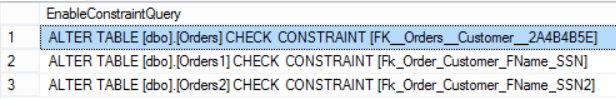 EnableConstraintQuery
1 ALTER TABLE [dbo].[Orders] CHECK CONSTRAINT [FK__Orders__Customer__2A4B4B5E]
2 ALTER TABLE [dbo].[Orders1] CHECK CONSTRAINT [Fk_Order_Customer_FName_SSN]
3 ALTER TABLE [dbo].[Orders2] CHECK CONSTRAINT [Fk_Order_Customer_FName_SSN2]